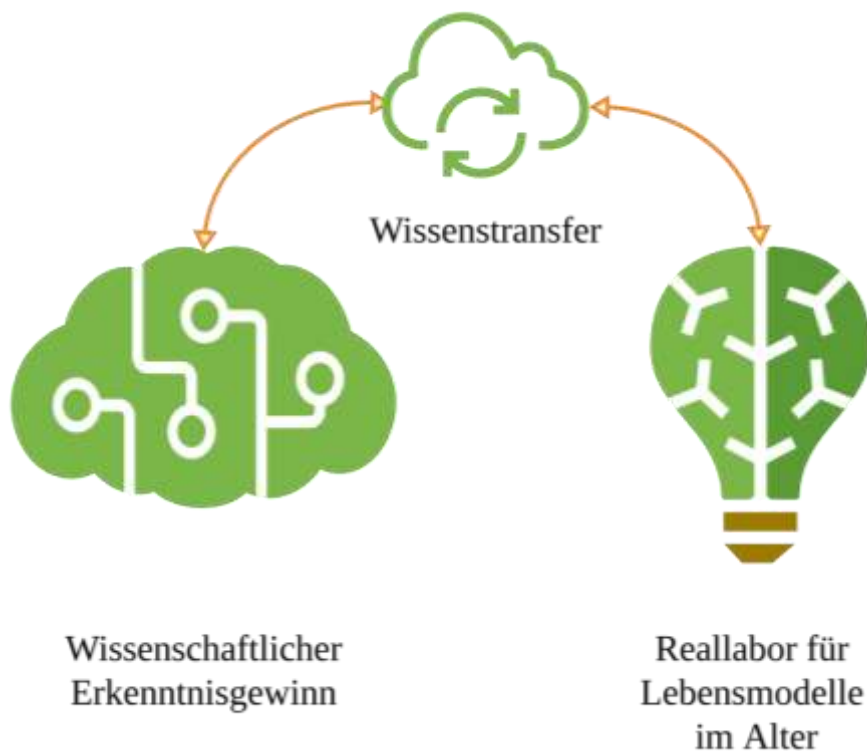 Wissenstransfer
Wissenschaftlicher
Erkenntnisgewinn
Reallabor für
Lebensmodelle
im Alter